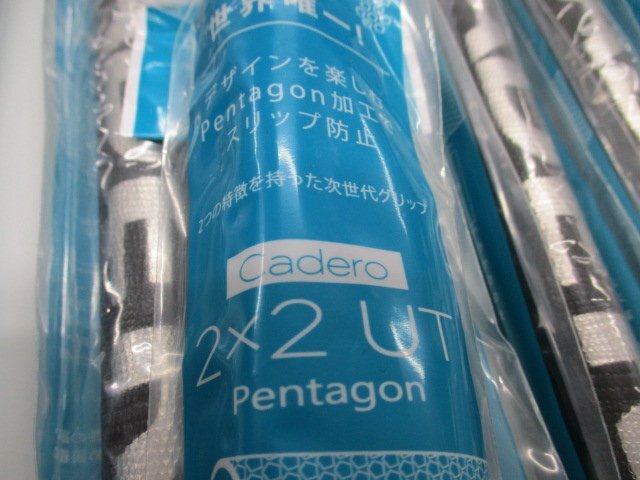 世界唯一!
デザインを楽しむ
Pentagon加工で
スリップ防止
2つの特徴を持った次世代グリップ
Cadero
2×2 UT
Pentagon